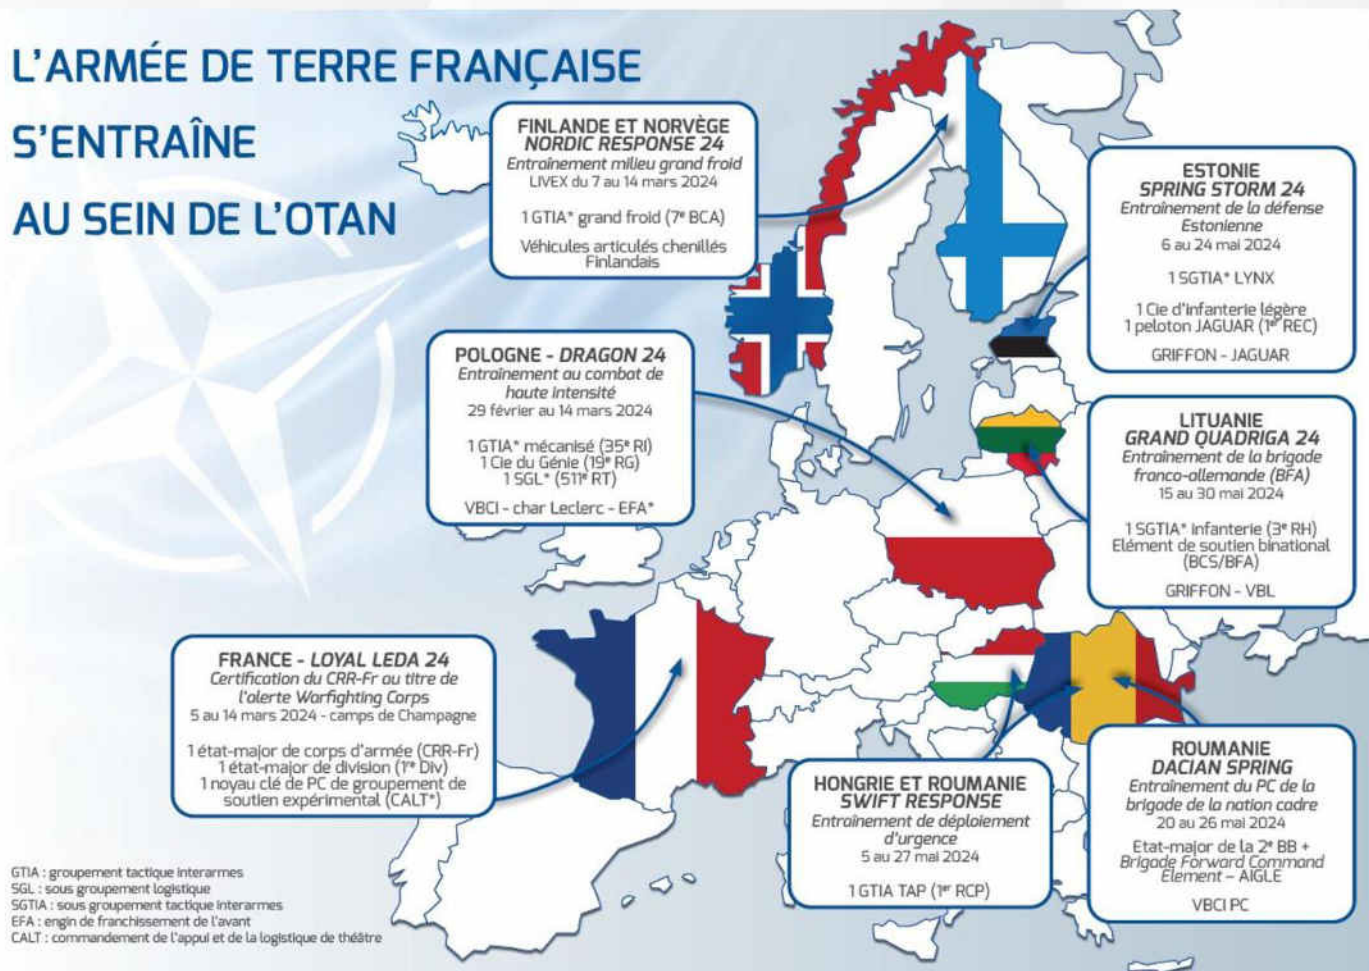 L'ARMÉE DE TERRE FRANÇAISE
S'ENTRAÎNE
AU SEIN DE L'OTAN
FINLANDE ET NORVÈGE
NORDIC RESPONSE 24
Entraînement milieu grand froid
LIVEX du 7 au 14 mars 2024
1 GTIA* grand froid (7e BCA)
Véhicules articulés chenillés
Finlandais
ESTONIE
SPRING STORM 24
Entraînement de la défense
Estonienne
6 au 24 mai 2024
1 SGTIA* LYNX
1 Cie d'infanterie légère
1 peloton JAGUAR (1er REC)
GRIFFON - JAGUAR
POLOGNE - DRAGON 24
Entraînement au combat de
haute intensité
29 février au 14 mars 2024
1 GTIA* mécanisé (35e RI)
1 Cie du Génie (19e RG)
1 SGL* (511e RT)
VBCI - char Leclerc - EFA*
LITUANIE
GRAND QUADRIGA 24
Entraînement de la brigade
franco-allemande (BFA)
15 au 30 mai 2024
1 SGTIA* infanterie (3e RH)
Elément de soutien binational
(BCS/BFA)
GRIFFON - VBL
FRANCE - LOYAL LEDA 24
Certification du CRR-Fr au titre de
l'alerte Warfighting Corps
5 au 14 mars 2024 - camps de Champagne
1 état-major de corps d'armée (CRR-Fr)
1 état-major de division (1re Div)
1 noyau clé de PC de groupement de
soutien expérimental (CALT*)
HONGRIE ET ROUMANIE
SWIFT RESPONSE
Entraînement de déploiement
d'urgence
5 au 27 mai 2024
1 GTIA TAP (1er RCP)
ROUMANIE
DACIAN SPRING
Entraînement du PC de la
brigade de la nation cadre
20 au 26 mai 2024
Etat-major de la 2e BB +
Brigade Forward Command
Element – AIGLE
VBCI PC
GTIA : groupement tactique interarmes
SGL : sous groupement logistique
SGTIA : sous groupement tactique interarmes
EFA : engin de franchissement de l'avant
CALT : commandement de l'appui et de la logistique de théâtre